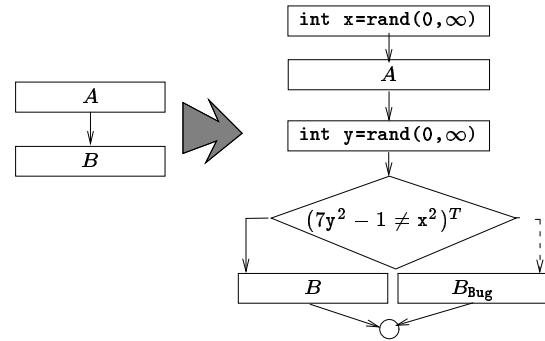 int x=rand(0,∞)
A
A
int y=rand(0,∞)
B
(7y² − 1 ≠ x²)ᵀ
B
B_Bug